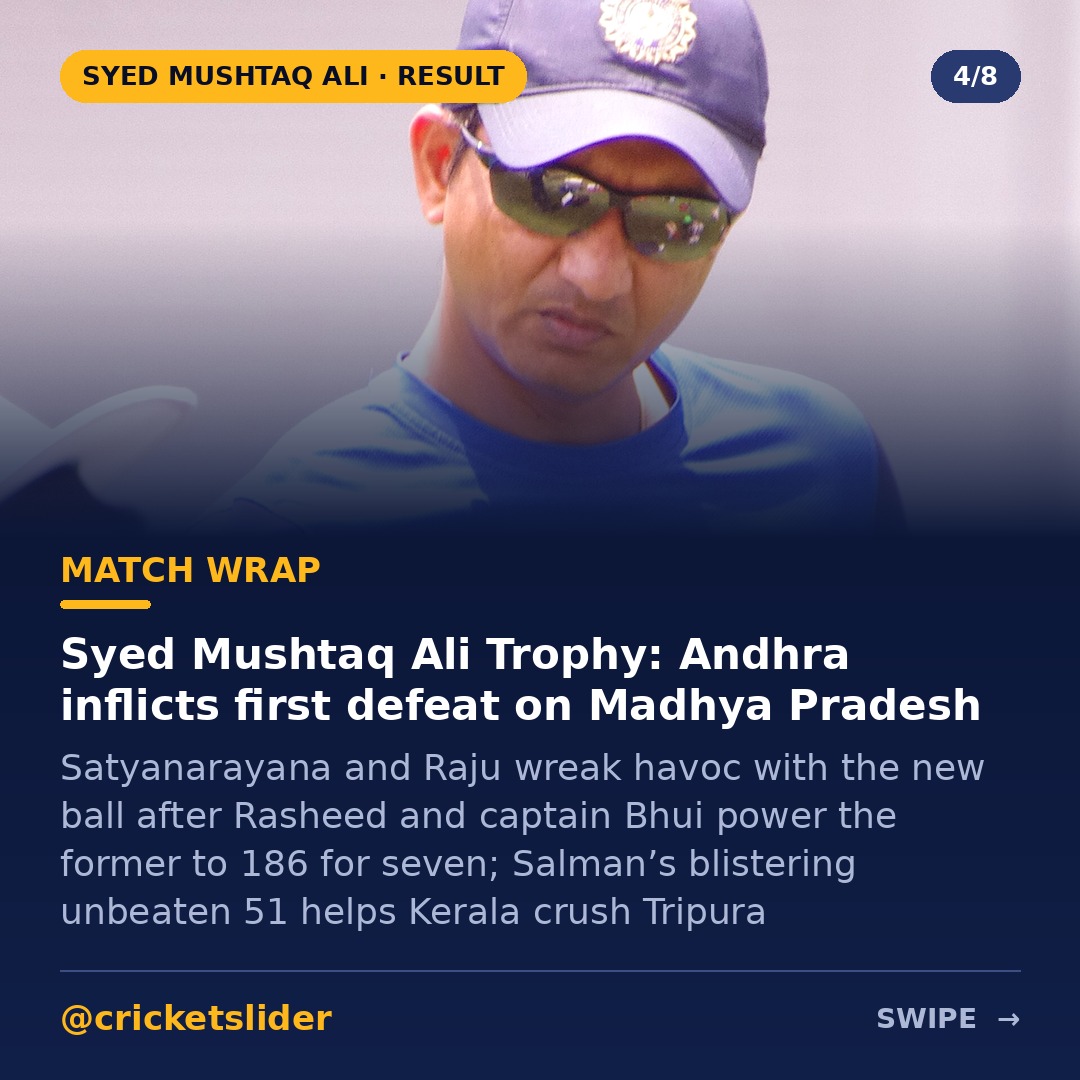 SYED MUSHTAQ ALI · RESULT
4/8
MATCH WRAP
Syed Mushtaq Ali Trophy: Andhra
inflicts first defeat on Madhya Pradesh
Satyanarayana and Raju wreak havoc with the new
ball after Rasheed and captain Bhui power the
former to 186 for seven; Salman’s blistering
unbeaten 51 helps Kerala crush Tripura
@cricketslider
SWIPE →